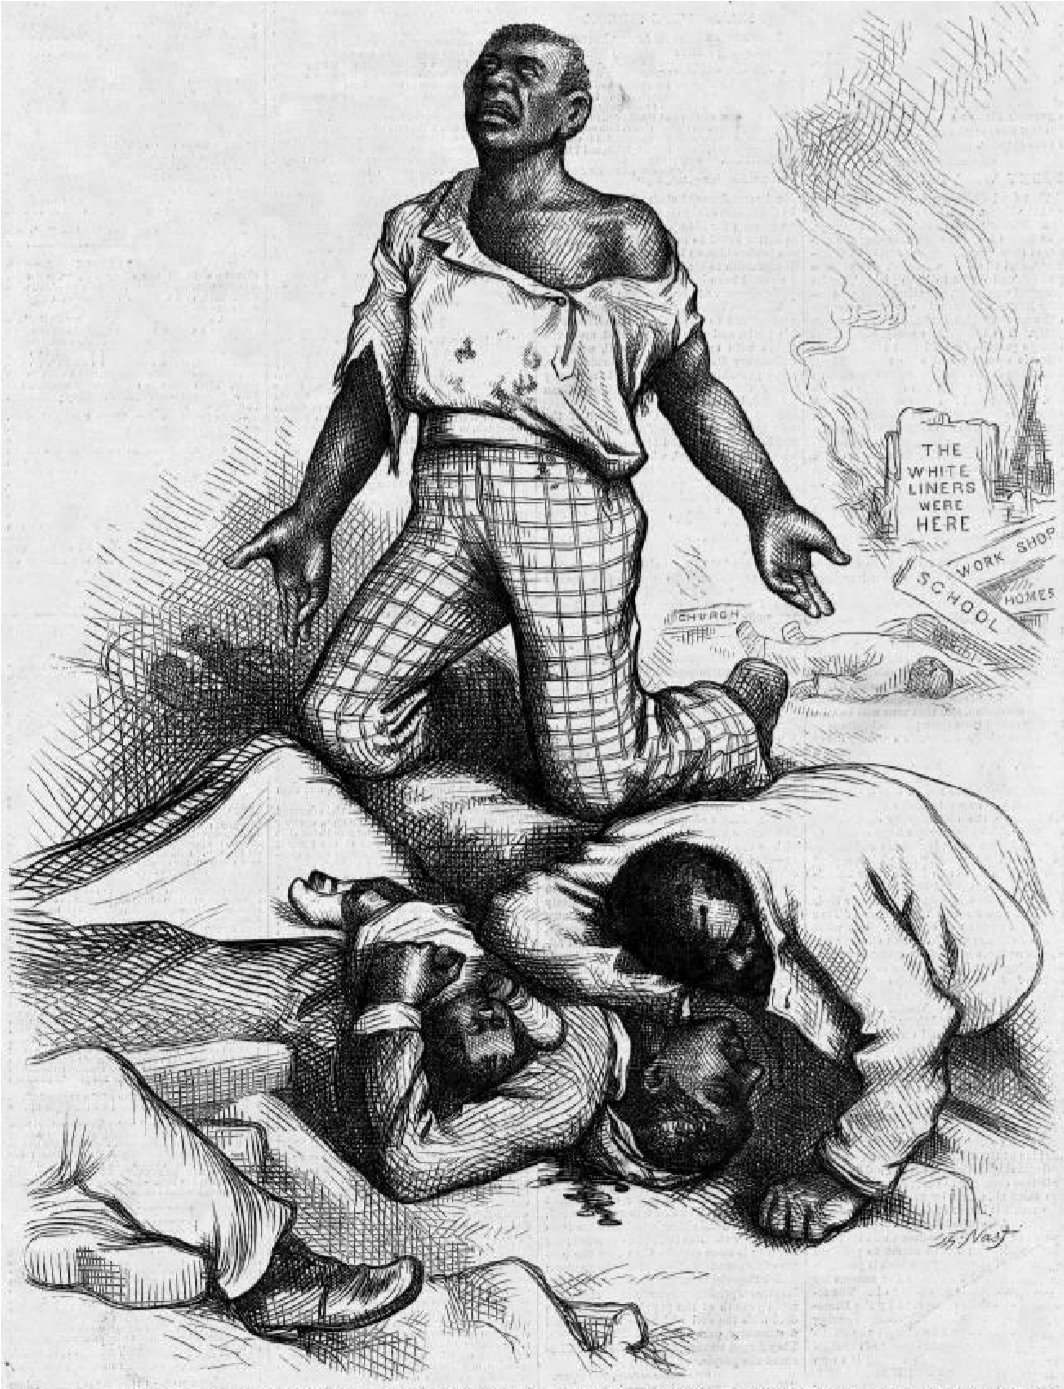 THE
WHITE
LINERS
WERE
HERE
WORK SHOP
SCHOOL
HOMES
CHURCH
Th. Nast